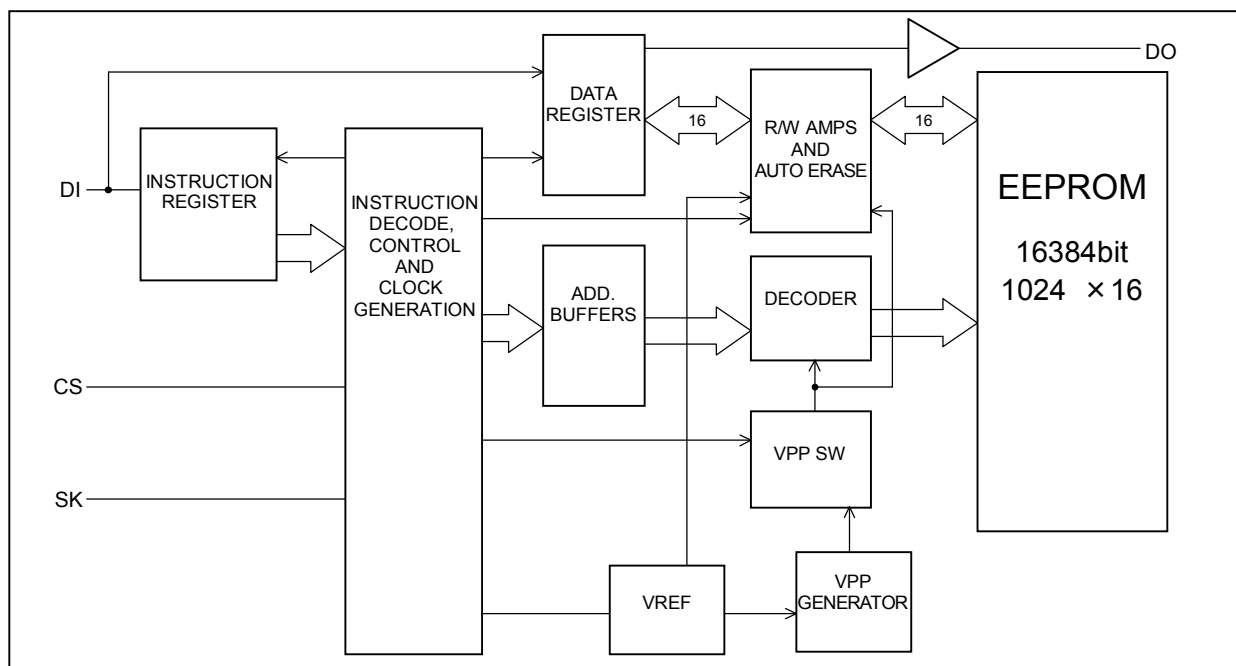 DO
DATA
REGISTER
16
R/W AMPS
AND
AUTO ERASE
16
EEPROM
16384bit
1024 ×16
DI
INSTRUCTION
REGISTER
INSTRUCTION
DECODE,
CONTROL
AND
CLOCK
GENERATION
ADD.
BUFFERS
DECODER
CS
VPP SW
SK
VREF
VPP
GENERATOR